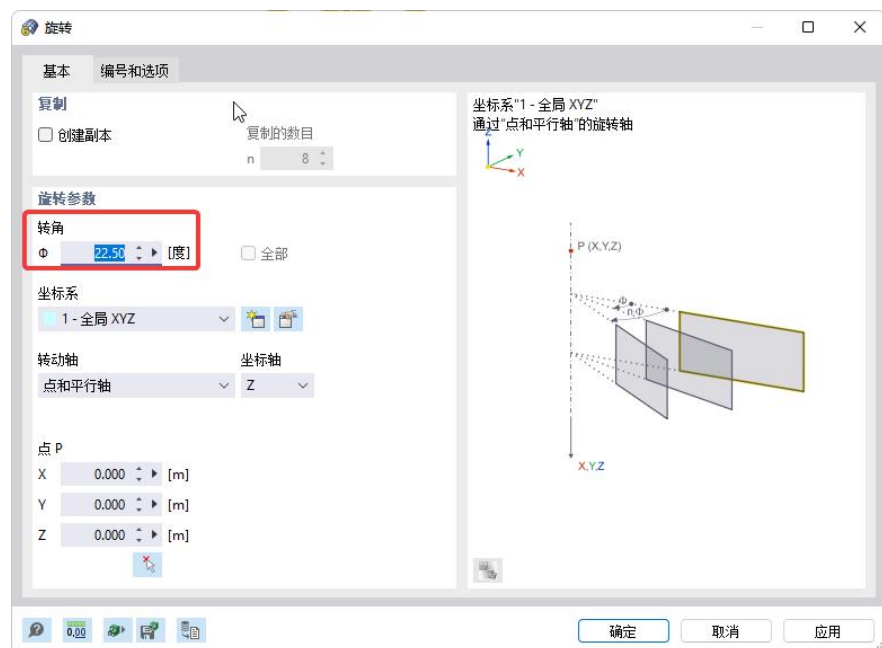 旋转
基本 编号和选项
复制
创建副本
复制的数目
n 8
旋转参数
转角
Φ 22.50 [度] 全部
坐标系
1 - 全局 XYZ
转动轴 坐标轴
点和平行轴 Z
点 P
X 0.000 [m]
Y 0.000 [m]
Z 0.000 [m]
坐标系"1 - 全局 XYZ"
通过"点和平行轴"的旋转轴
Z
Y
X
P (X,Y,Z)
Φ
n.Φ
X,Y,Z
0,00
确定 取消 应用